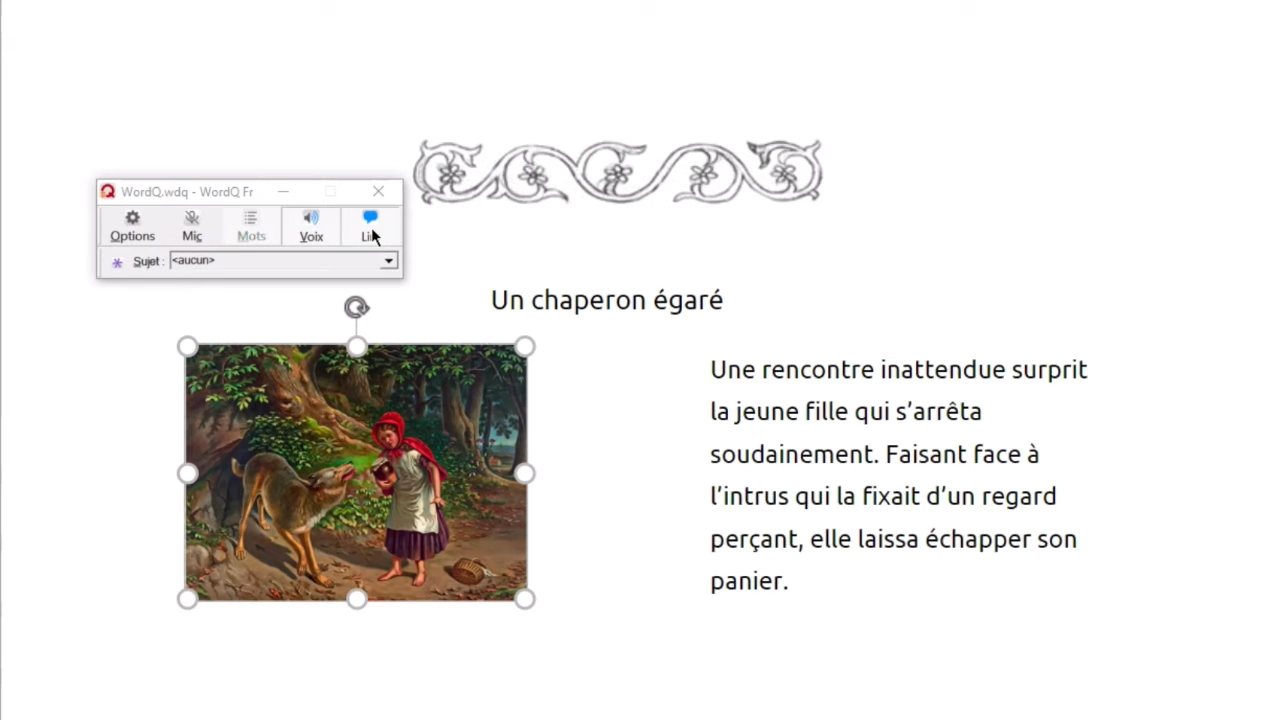 WordQ.wdq - WordQ Fr
Options Mic Mots Voix
Sujet : <aucun>
Un chaperon égaré
Une rencontre inattendue surprit
la jeune fille qui s’arrêta
soudainement. Faisant face à
l’intrus qui la fixait d’un regard
perçant, elle laissa échapper son
panier.